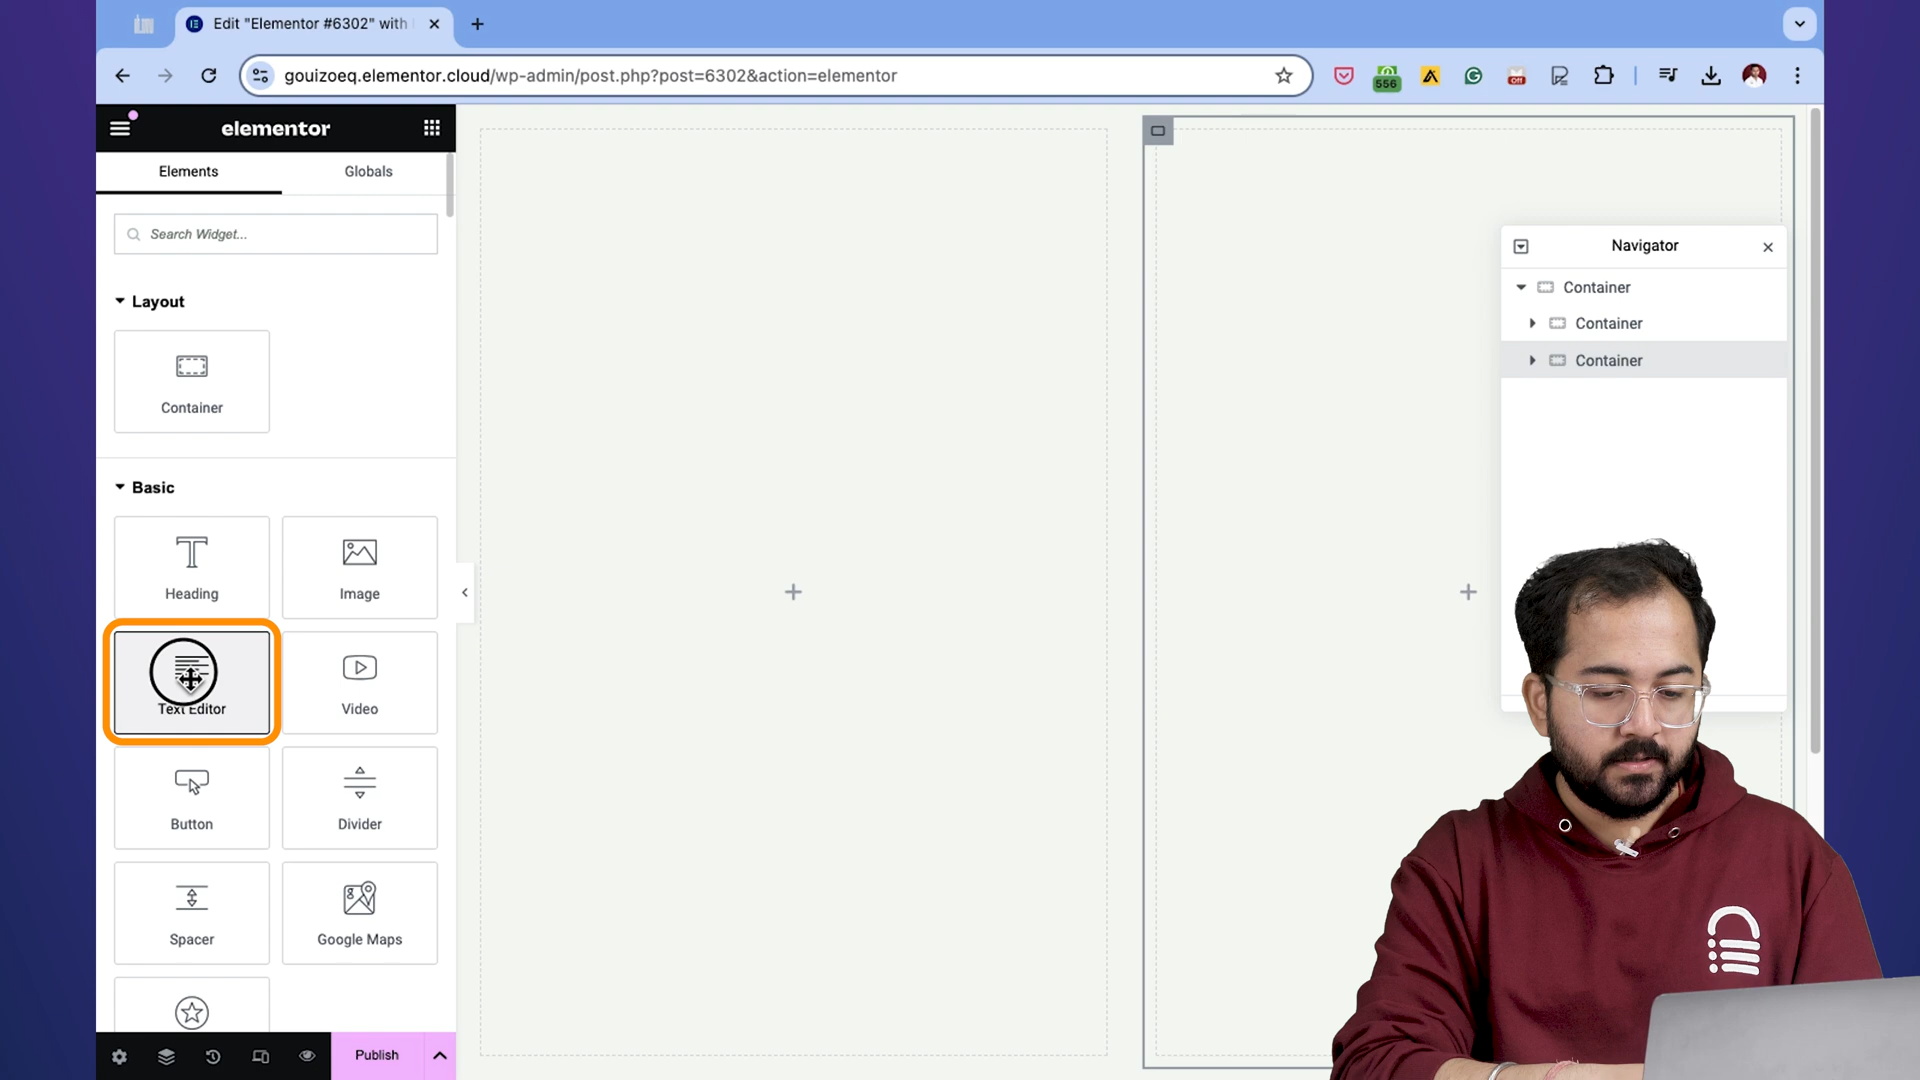 Edit "Elementor #6302" with
gouizoeq.elementor.cloud/wp-admin/post.php?post=6302&action=elementor
556
Off
elementor
Elements
Globals
Search Widget...
Layout
Container
Basic
Heading
Image
Text Editor
Video
Button
Divider
Spacer
Google Maps
Publish
Navigator
Container
Container
Container